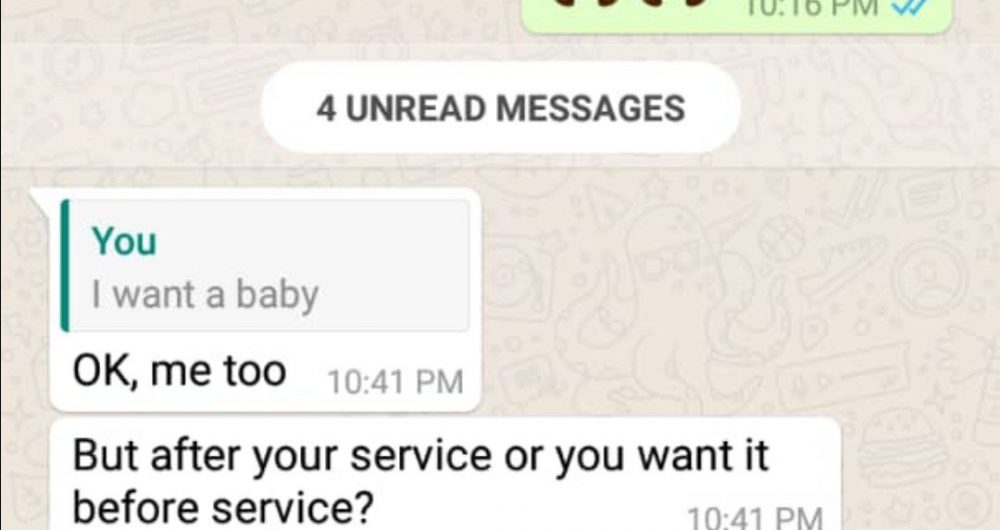 10:16 PM
4 UNREAD MESSAGES
You
I want a baby
OK, me too 10:41 PM
But after your service or you want it
before service? 10:41 PM